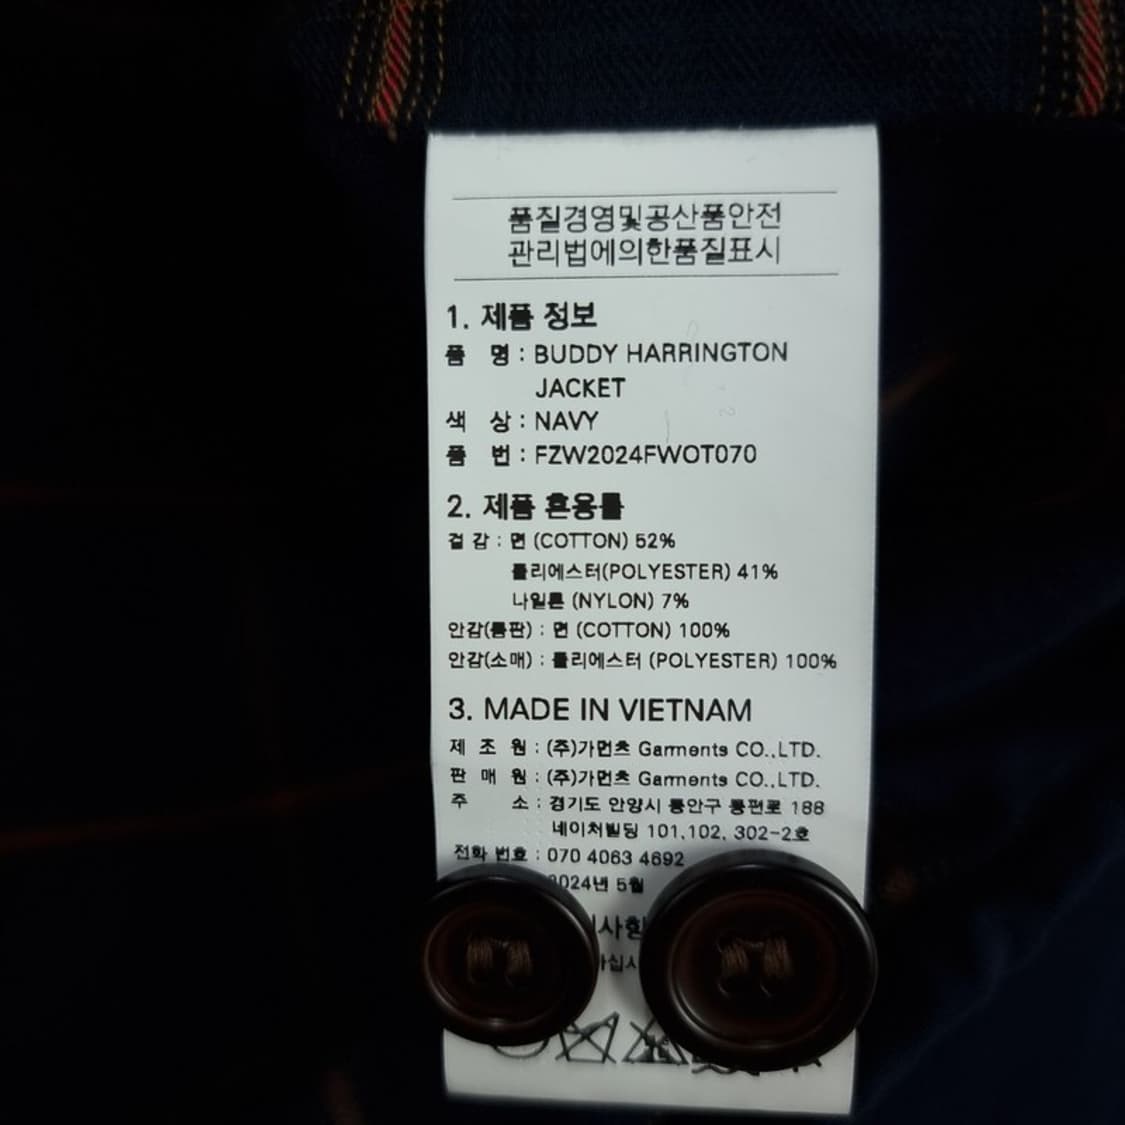 품질경영및공산품안전
관리법에의한품질표시
1. 제품 정보
품 명 : BUDDY HARRINGTON
JACKET
색 상 : NAVY
품 번 : FZW2024FWOT070
2. 제품 혼용률
겉 감 : 면 (COTTON) 52%
폴리에스터(POLYESTER) 41%
나일론 (NYLON) 7%
안감(몸판) : 면 (COTTON) 100%
안감(소매) : 폴리에스터 (POLYESTER) 100%
3. MADE IN VIETNAM
제 조 원 : (주)가먼츠 Garments CO.,LTD.
판 매 원 : (주)가먼츠 Garments CO.,LTD.
주 소 : 경기도 안양시 동안구 동편로 188
네이처빌딩 101,102, 302-2호
전화 번호 : 070 4063 4692
2024년 5월